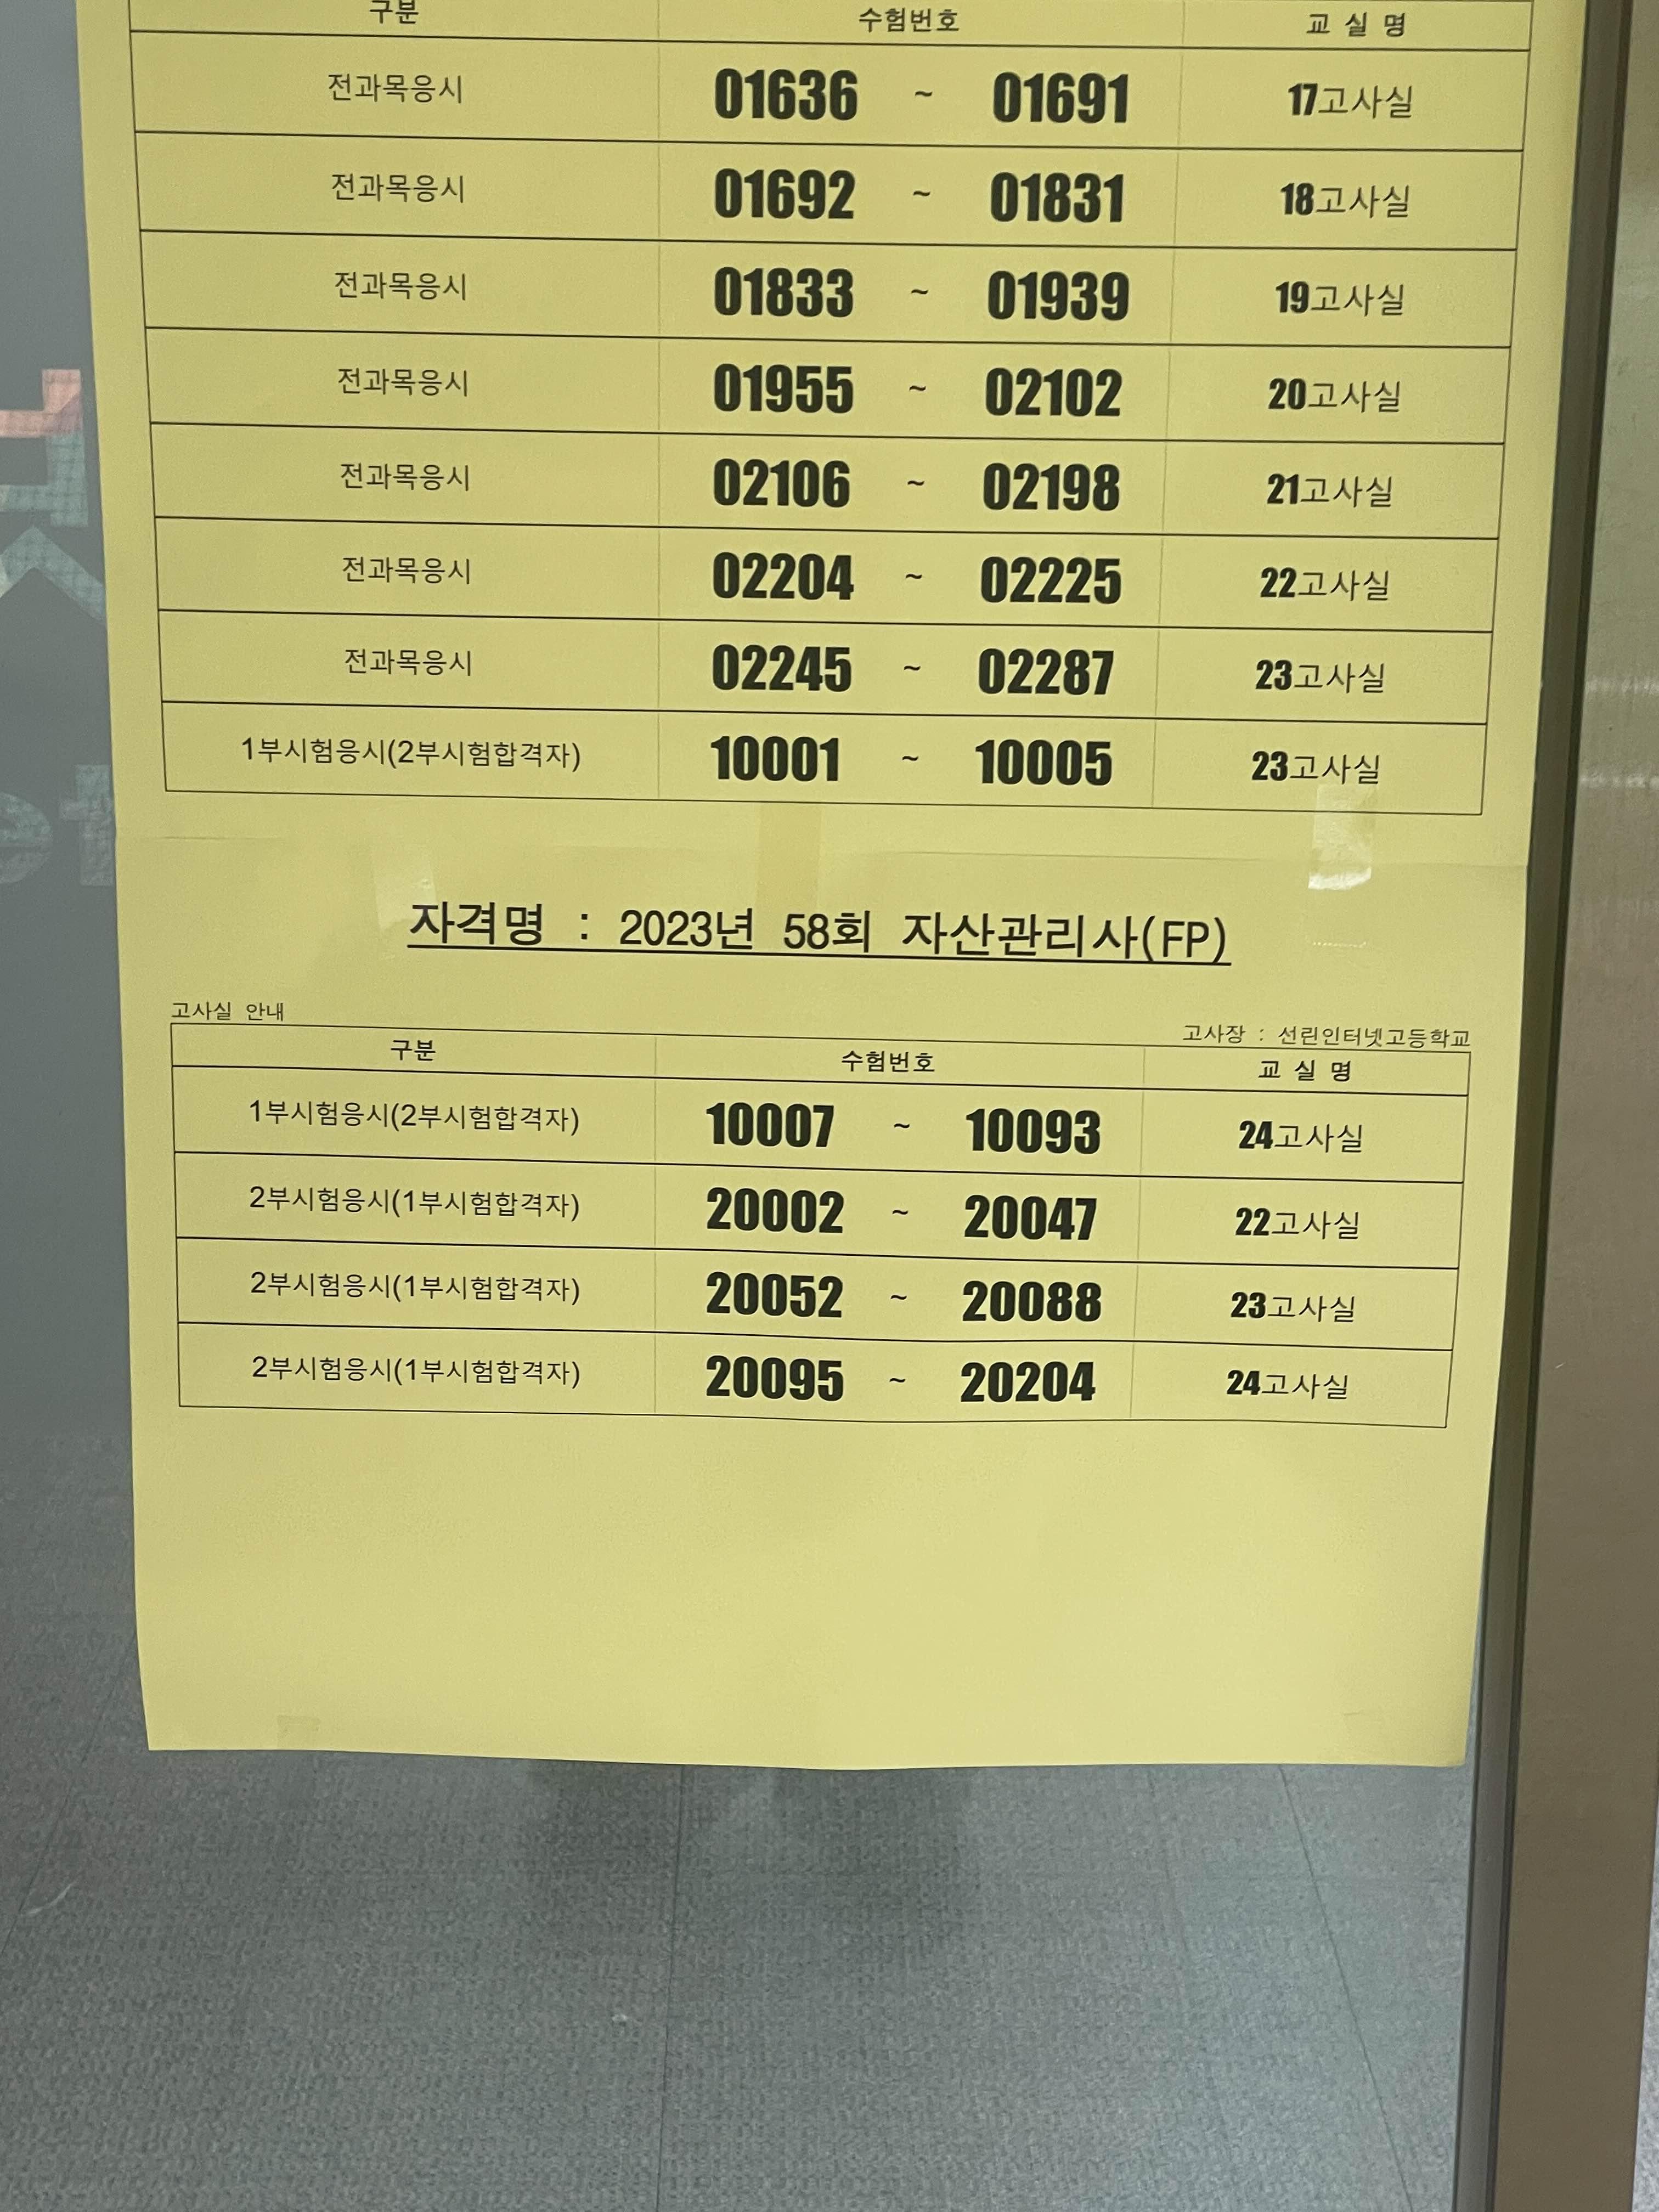 구분 수험번호 교 실 명
전과목응시 01636 ~ 01691 17고사실
전과목응시 01692 ~ 01831 18고사실
전과목응시 01833 ~ 01939 19고사실
전과목응시 01955 ~ 02102 20고사실
전과목응시 02106 ~ 02198 21고사실
전과목응시 02204 ~ 02225 22고사실
전과목응시 02245 ~ 02287 23고사실
1부시험응시(2부시험합격자) 10001 ~ 10005 23고사실
자격명 : 2023년 58회 자산관리사(FP)
고사실 안내
고사장 : 선린인터넷고등학교
구분 수험번호 교 실 명
1부시험응시(2부시험합격자) 10007 ~ 10093 24고사실
2부시험응시(1부시험합격자) 20002 ~ 20047 22고사실
2부시험응시(1부시험합격자) 20052 ~ 20088 23고사실
2부시험응시(1부시험합격자) 20095 ~ 20204 24고사실